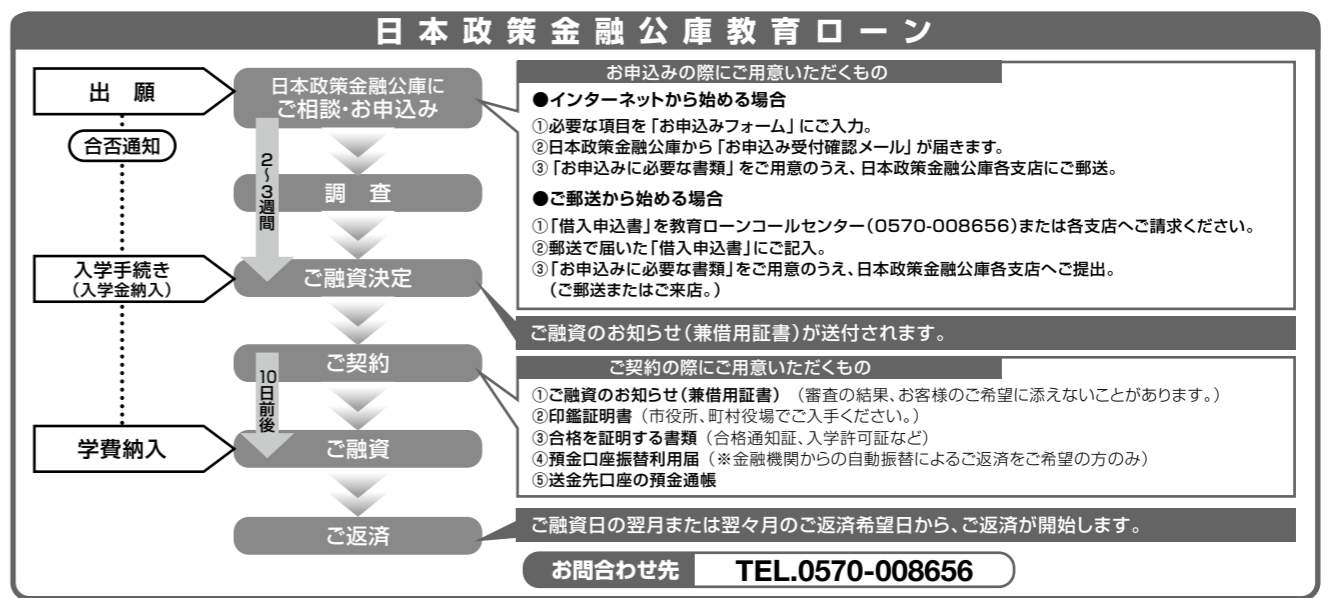 日本政策金融公庫教育ローン
出 願
合否通知
入学手続き
(入学金納入)
学費納入
日本政策金融公庫に
ご相談・お申込み
2〜3週間
調 査
ご融資決定
ご契約
10日前後
ご融資
ご返済
お申込みの際にご用意いただくもの
●インターネットから始める場合
①必要な項目を「お申込みフォーム」にご入力。
②日本政策金融公庫から「お申込み受付確認メール」が届きます。
③「お申込みに必要な書類」をご用意のうえ、日本政策金融公庫各支店にご郵送。
●ご郵送から始める場合
①「借入申込書」を教育ローンコールセンター(0570-008656)または各支店へご請求ください。
②郵送で届いた「借入申込書」にご記入。
③「お申込みに必要な書類」をご用意のうえ、日本政策金融公庫各支店へご提出。
(ご郵送またはご来店。)
ご融資のお知らせ(兼借用証書)が送付されます。
ご契約の際にご用意いただくもの
①ご融資のお知らせ(兼借用証書)(審査の結果、お客様のご希望に添えないことがあります。)
②印鑑証明書(市役所、町村役場でご入手ください。)
③合格を証明する書類(合格通知証、入学許可証など)
④預金口座振替利用届(※金融機関からの自動振替によるご返済をご希望の方のみ)
⑤送金先口座の預金通帳
ご融資日の翌月または翌々月のご返済希望日から、ご返済が開始します。
お問合わせ先 TEL.0570-008656